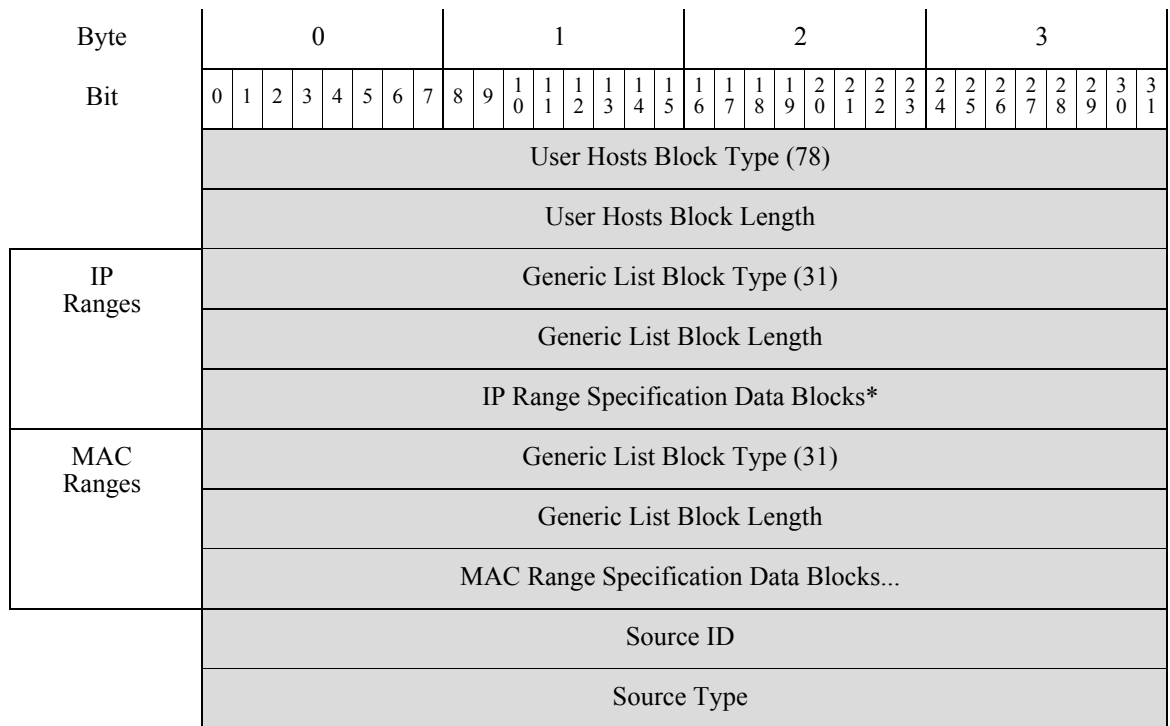 Byte 0 1 2 3
Bit 0 1 2 3 4 5 6 7 8 9 10 11 12 13 14 15 16 17 18 19 20 21 22 23 24 25 26 27 28 29 30 31
User Hosts Block Type (78)
User Hosts Block Length
IP
Ranges
Generic List Block Type (31)
Generic List Block Length
IP Range Specification Data Blocks*
MAC
Ranges
Generic List Block Type (31)
Generic List Block Length
MAC Range Specification Data Blocks...
Source ID
Source Type